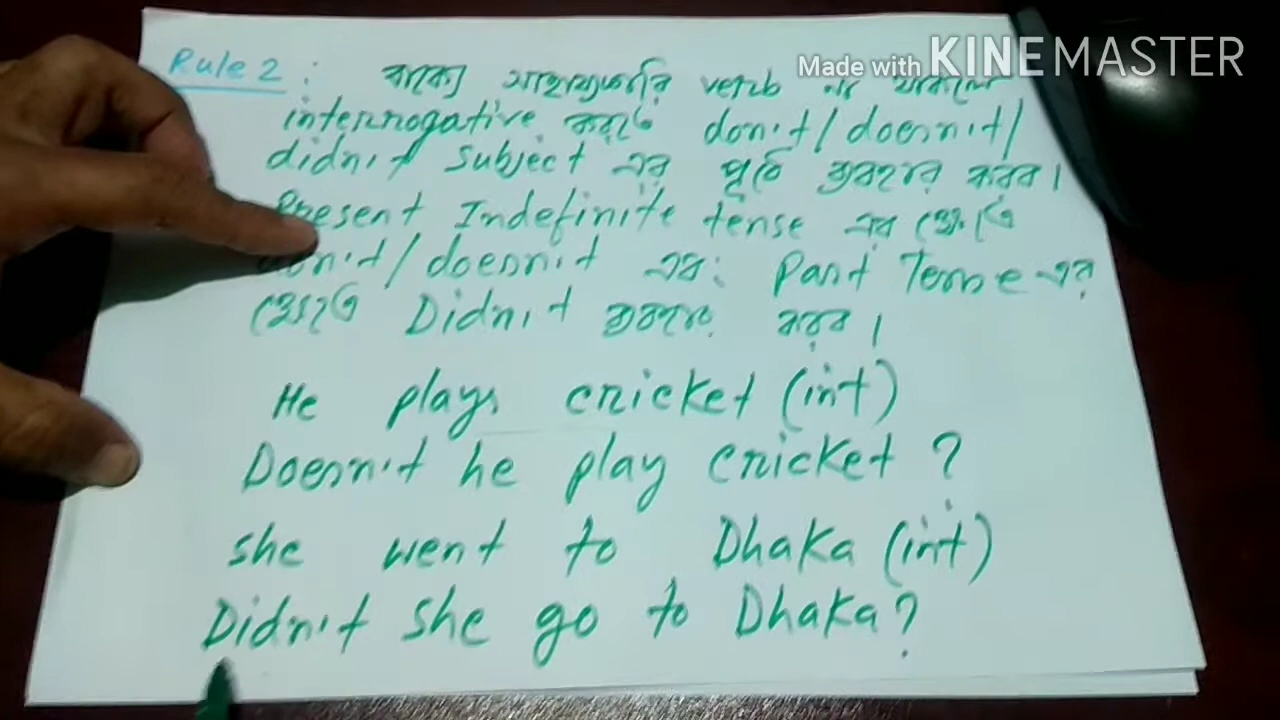 Made with KINEMASTER
Rule 2 : বাক্যে সাহায্যকারী verb না থাকলে
interrogative করতে don't/doesn't/
didn't subject এর পূর্বে ব্যবহার করব।
Present Indefinite tense এর ক্ষেত্রে
don't/doesn't এবং Past Tense এর
ক্ষেত্রে Didn't ব্যবহার করব।
He plays cricket (int)
Doesn't he play cricket ?
she went to Dhaka (int)
Didn't she go to Dhaka?